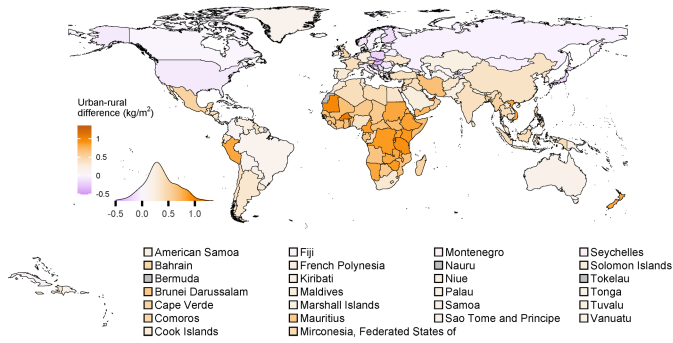 Urban-rural
difference (kg/m²)
1
0.5
0
-0.5
-0.5 0.0 0.5 1.0
American Samoa Fiji Montenegro Seychelles
Bahrain French Polynesia Nauru Solomon Islands
Bermuda Kiribati Niue Tokelau
Brunei Darussalam Maldives Palau Tonga
Cape Verde Marshall Islands Samoa Tuvalu
Comoros Mauritius Sao Tome and Principe Vanuatu
Cook Islands Mirconesia, Federated States of